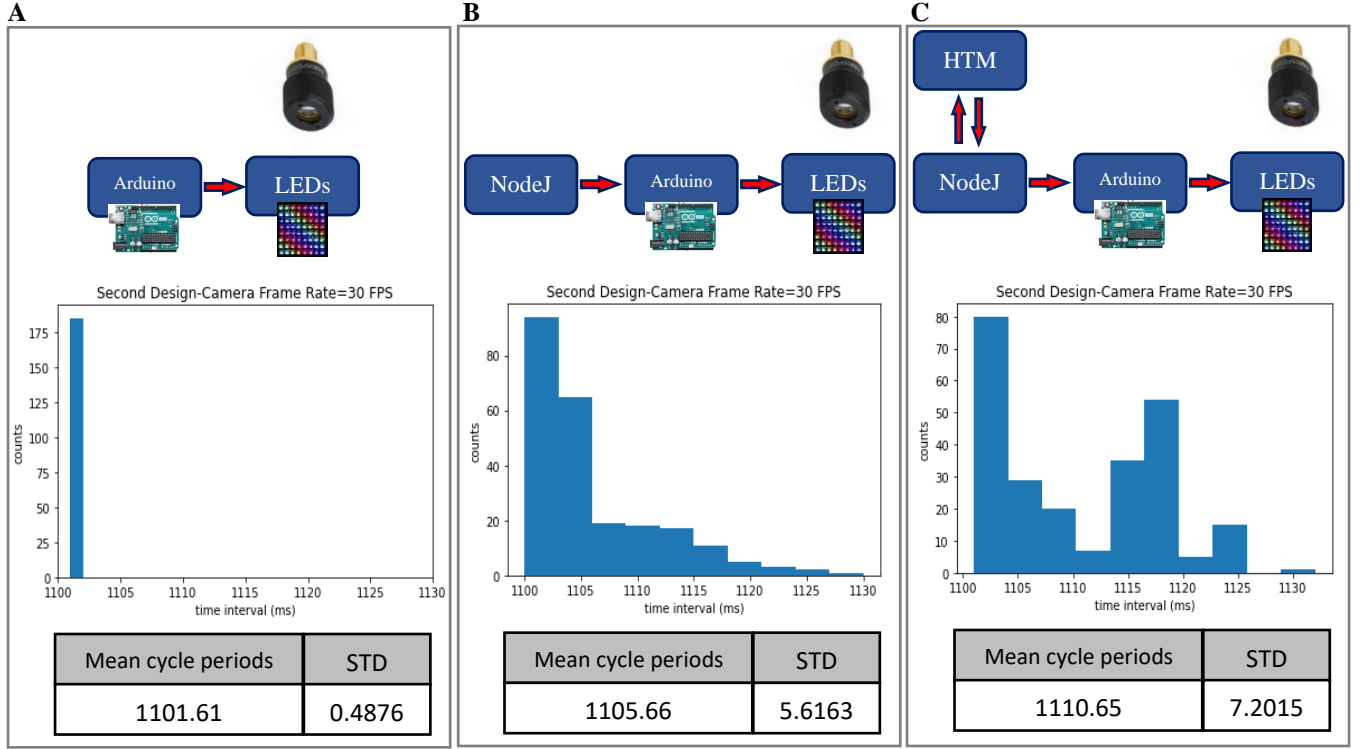 A
Arduino
LEDs
Second Design-Camera Frame Rate=30 FPS
counts
175
150
125
100
75
50
25
0
1100 1105 1110 1115 1120 1125 1130
time interval (ms)
Mean cycle periods STD
1101.61 0.4876
B
NodeJ
Arduino
LEDs
Second Design-Camera Frame Rate=30 FPS
counts
80
60
40
20
0
1100 1105 1110 1115 1120 1125 1130
time interval (ms)
Mean cycle periods STD
1105.66 5.6163
C
HTM
NodeJ
Arduino
LEDs
Second Design-Camera Frame Rate=30 FPS
counts
80
70
60
50
40
30
20
10
0
1100 1105 1110 1115 1120 1125 1130
time interval (ms)
Mean cycle periods STD
1110.65 7.2015